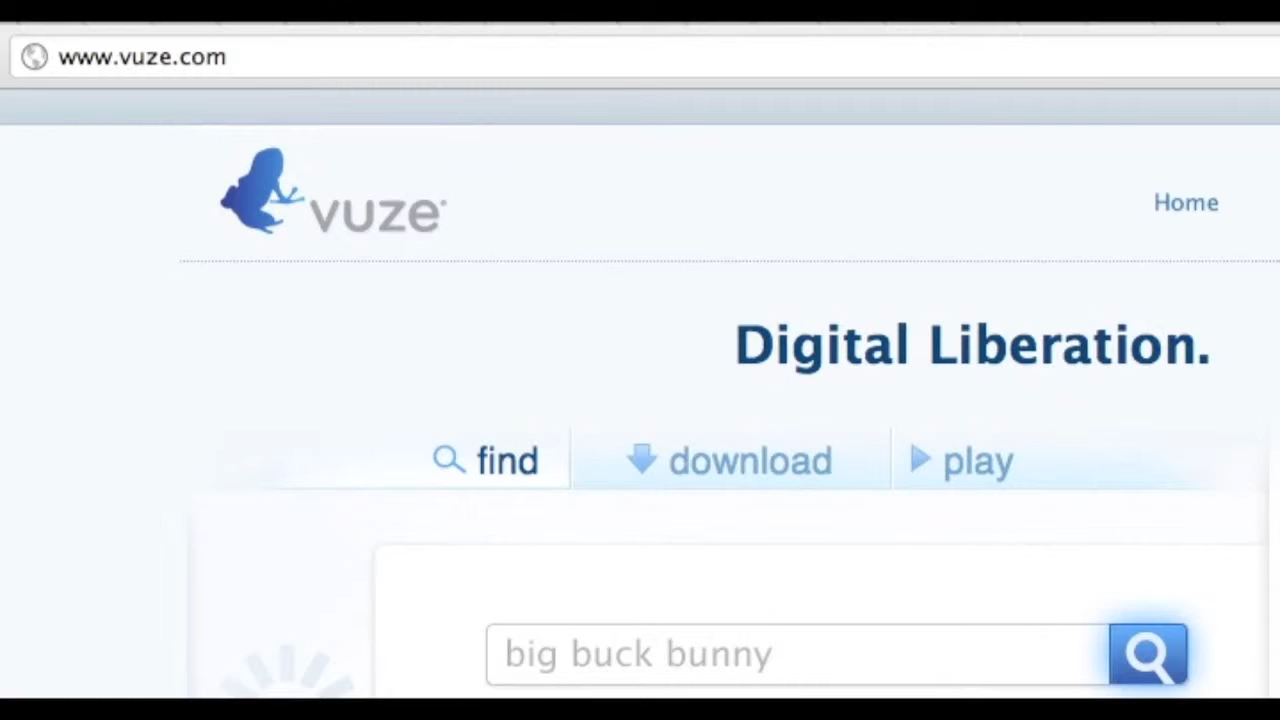 www.vuze.com
vuze
Home
Digital Liberation.
find
download
play
big buck bunny